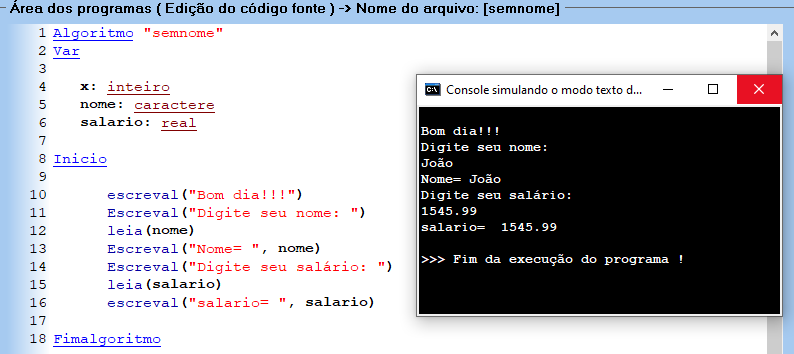 Área dos programas ( Edição do código fonte ) -> Nome do arquivo: [semnome]
1 Algoritmo "semnome"
2 Var
3
4 x: inteiro
5 nome: caractere
6 salario: real
7
8 Inicio
9
10 escreval("Bom dia!!!")
11 Escreval("Digite seu nome: ")
12 leia(nome)
13 Escreval("Nome= ", nome)
14 Escreval("Digite seu salário: ")
15 leia(salario)
16 escreval("salario= ", salario)
17
18 Fimalgoritmo
C:\ Console simulando o modo texto d...
Bom dia!!!
Digite seu nome:
João
Nome= João
Digite seu salário:
1545.99
salario=  1545.99
>>> Fim da execução do programa !